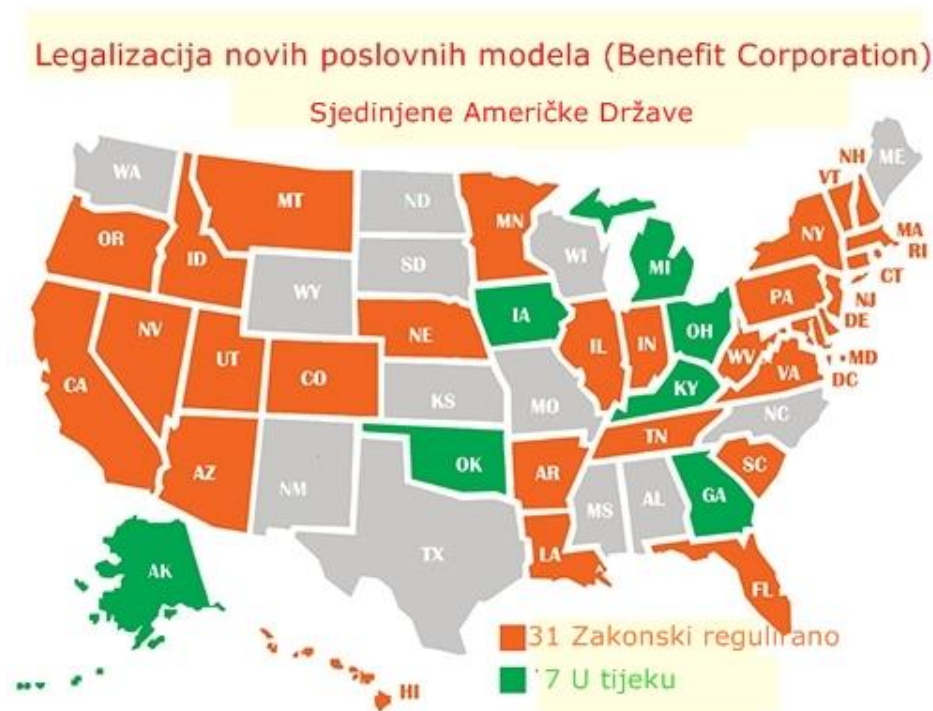 Legalizacija novih poslovnih modela (Benefit Corporation)
Sjedinjene Američke Države
WA
MT
ND
MN
NH
VT
ME
OR
ID
SD
WI
MI
NY
MA
RI
CT
WY
IA
PA
NJ
DE
NV
UT
NE
IL
IN
OH
WV
MD
DC
CA
CO
KS
MO
KY
VA
NC
AZ
NM
OK
AR
TN
SC
MS
AL
GA
TX
LA
FL
AK
HI
31 Zakonski regulirano
7 U tijeku